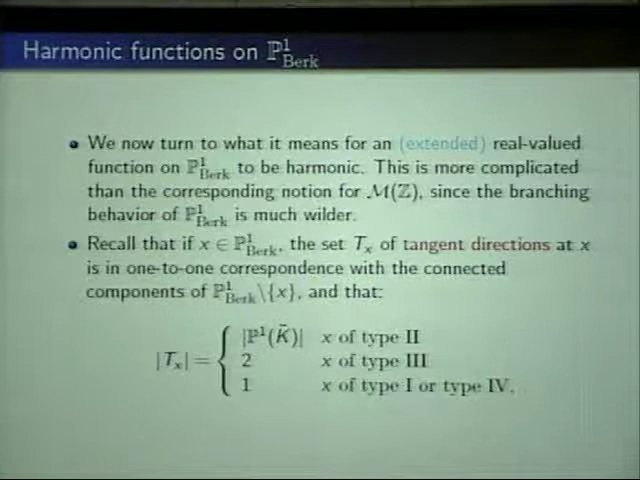 Harmonic functions on ℙ¹_Berk
• We now turn to what it means for an (extended) real-valued
function on ℙ¹_Berk to be harmonic. This is more complicated
than the corresponding notion for ℳ(ℤ), since the branching
behavior of ℙ¹_Berk is much wilder.
• Recall that if x ∈ ℙ¹_Berk, the set T_x of tangent directions at x
is in one-to-one correspondence with the connected
components of ℙ¹_Berk\{x}, and that:
|T_x| = { |ℙ¹(K̃)| x of type II
2 x of type III
1 x of type I or type IV.